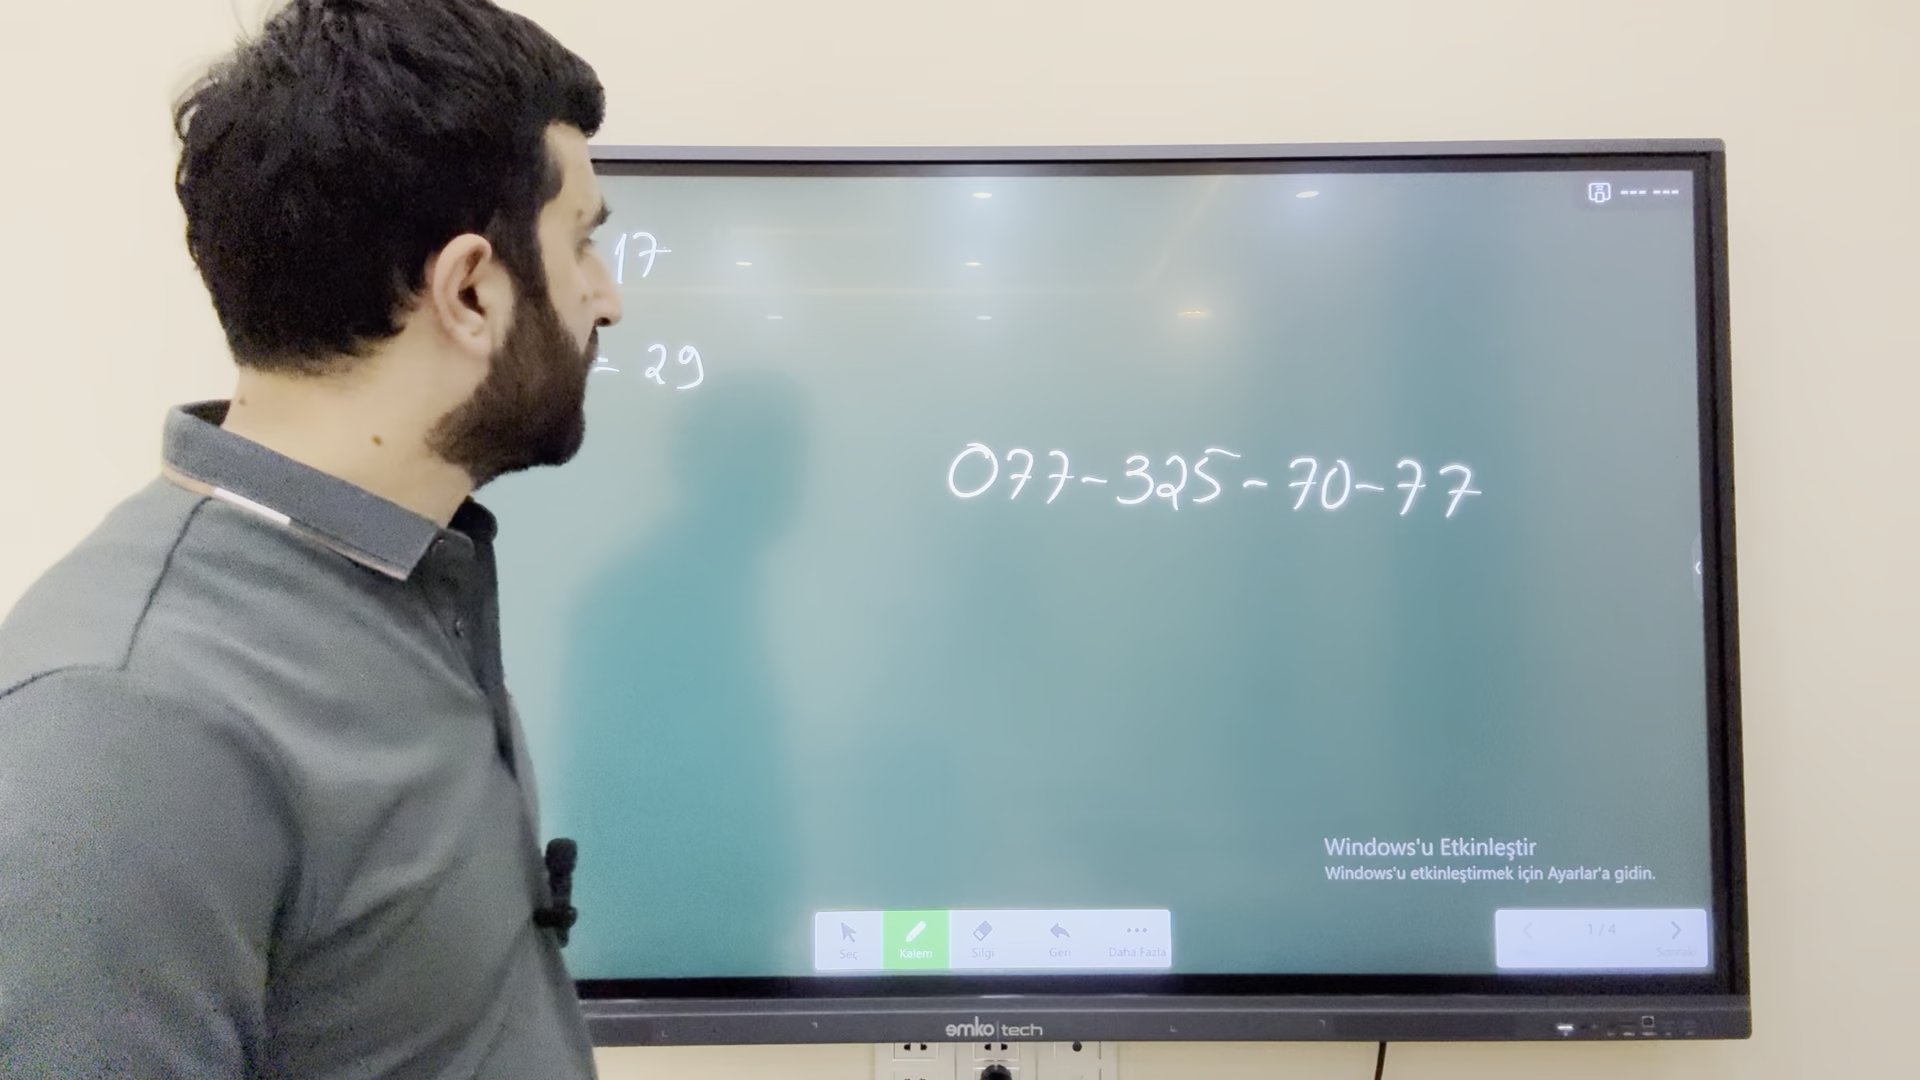 17
= 29
077-325-70-77
Windows'u Etkinleştir
Windows'u etkinleştirmek için Ayarlar'a gidin.
Seç Kalem Silgi Geri Daha Fazla
1 / 4
emko tech